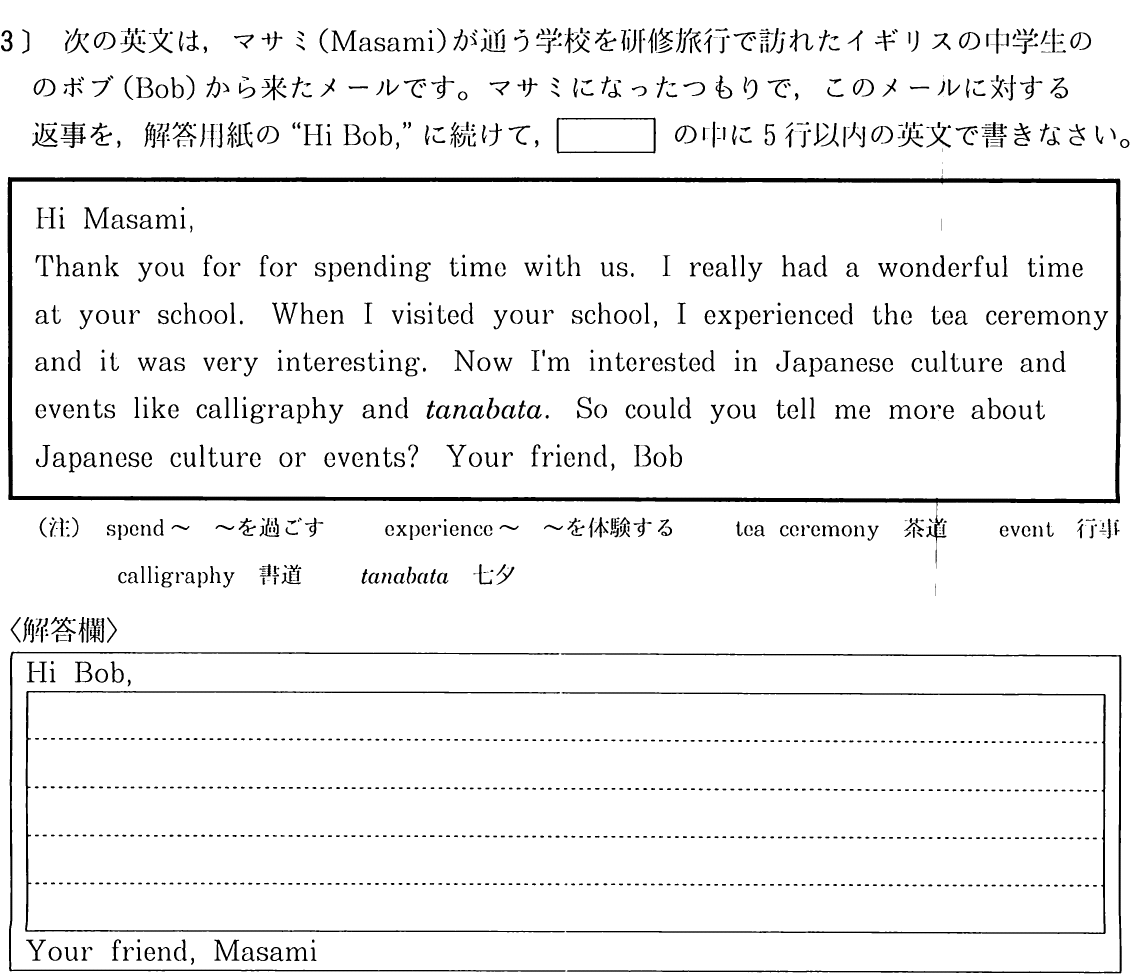 3〕 次の英文は，マサミ(Masami)が通う学校を研修旅行で訪れたイギリスの中学生の
のボブ(Bob)から来たメールです。マサミになったつもりで，このメールに対する
返事を，解答用紙の “Hi Bob,” に続けて， の中に 5 行以内の英文で書きなさい。
Hi Masami,
Thank you for for spending time with us. I really had a wonderful time
at your school. When I visited your school, I experienced the tea ceremony
and it was very interesting. Now I'm interested in Japanese culture and
events like calligraphy and tanabata. So could you tell me more about
Japanese culture or events? Your friend, Bob
（注） spend～ ～を過ごす experience～ ～を体験する tea ceremony 茶道 event 行事
calligraphy 書道 tanabata 七夕
〈解答欄〉
Hi Bob,
Your friend, Masami